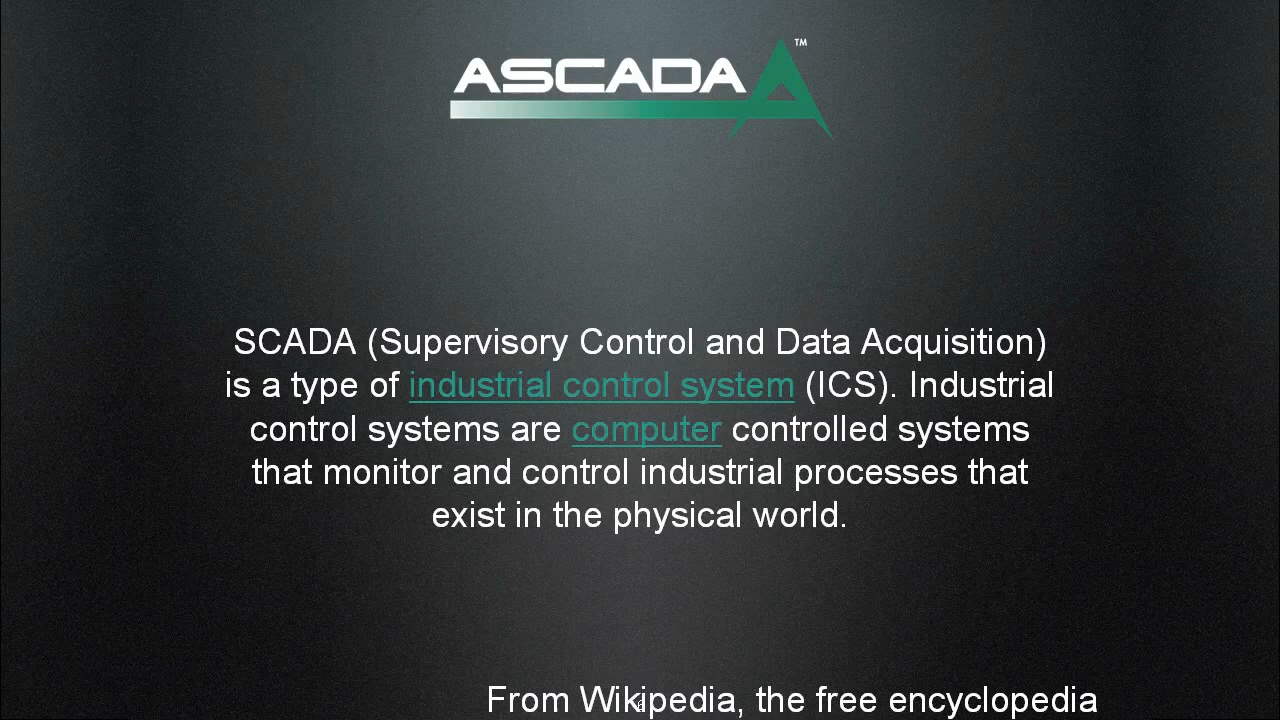 ASCADA™
SCADA (Supervisory Control and Data Acquisition)
is a type of industrial control system (ICS). Industrial
control systems are computer controlled systems
that monitor and control industrial processes that
exist in the physical world.
From Wikipedia, the free encyclopedia